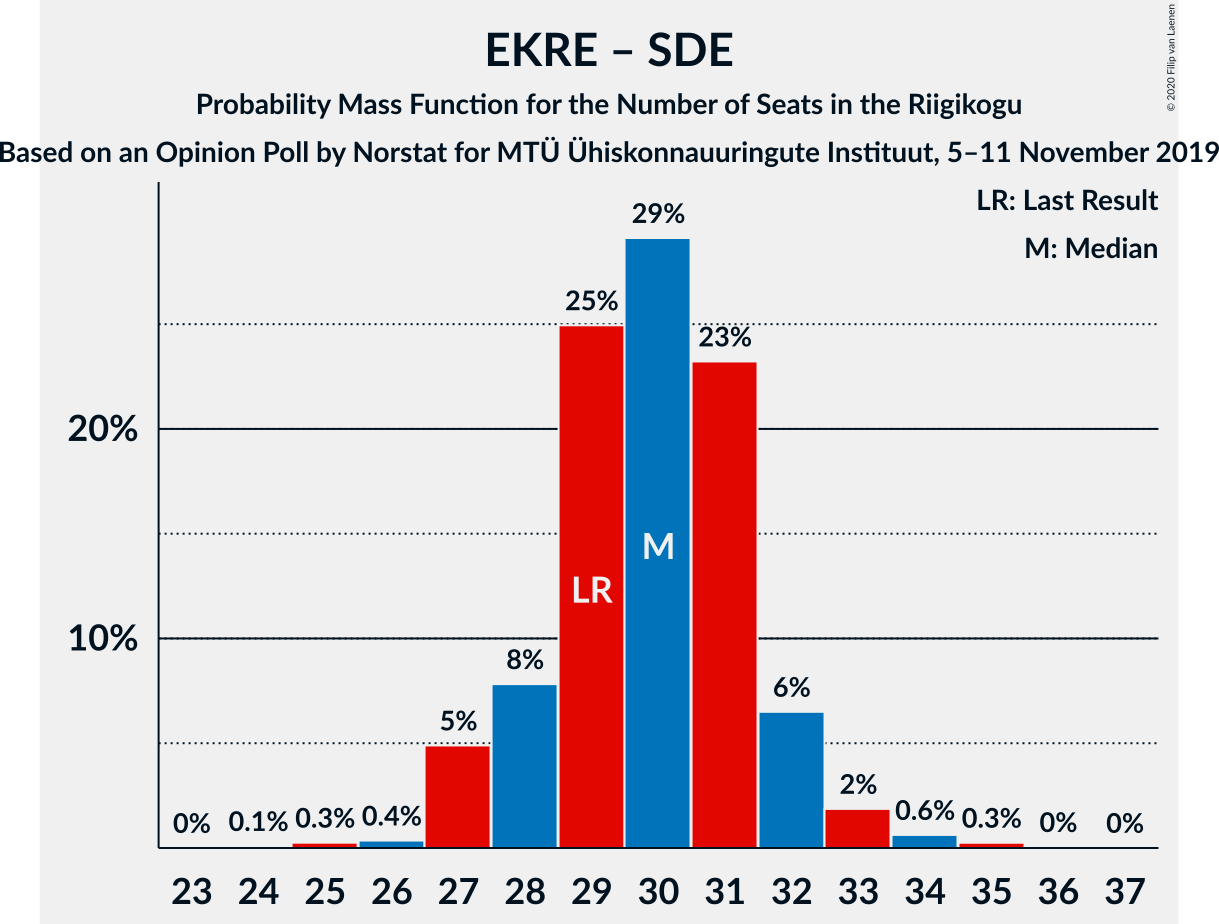 EKRE – SDE
Probability Mass Function for the Number of Seats in the Riigikogu
Based on an Opinion Poll by Norstat for MTÜ Ühiskonnauuringute Instituut, 5–11 November 2019
© 2020 Filip van Laenen
LR: Last Result
M: Median
29%
25%
23%
20%
M
LR
10%
8%
6%
5%
2%
0% 0.1% 0.3% 0.4% 0.6% 0.3% 0% 0%
23 24 25 26 27 28 29 30 31 32 33 34 35 36 37